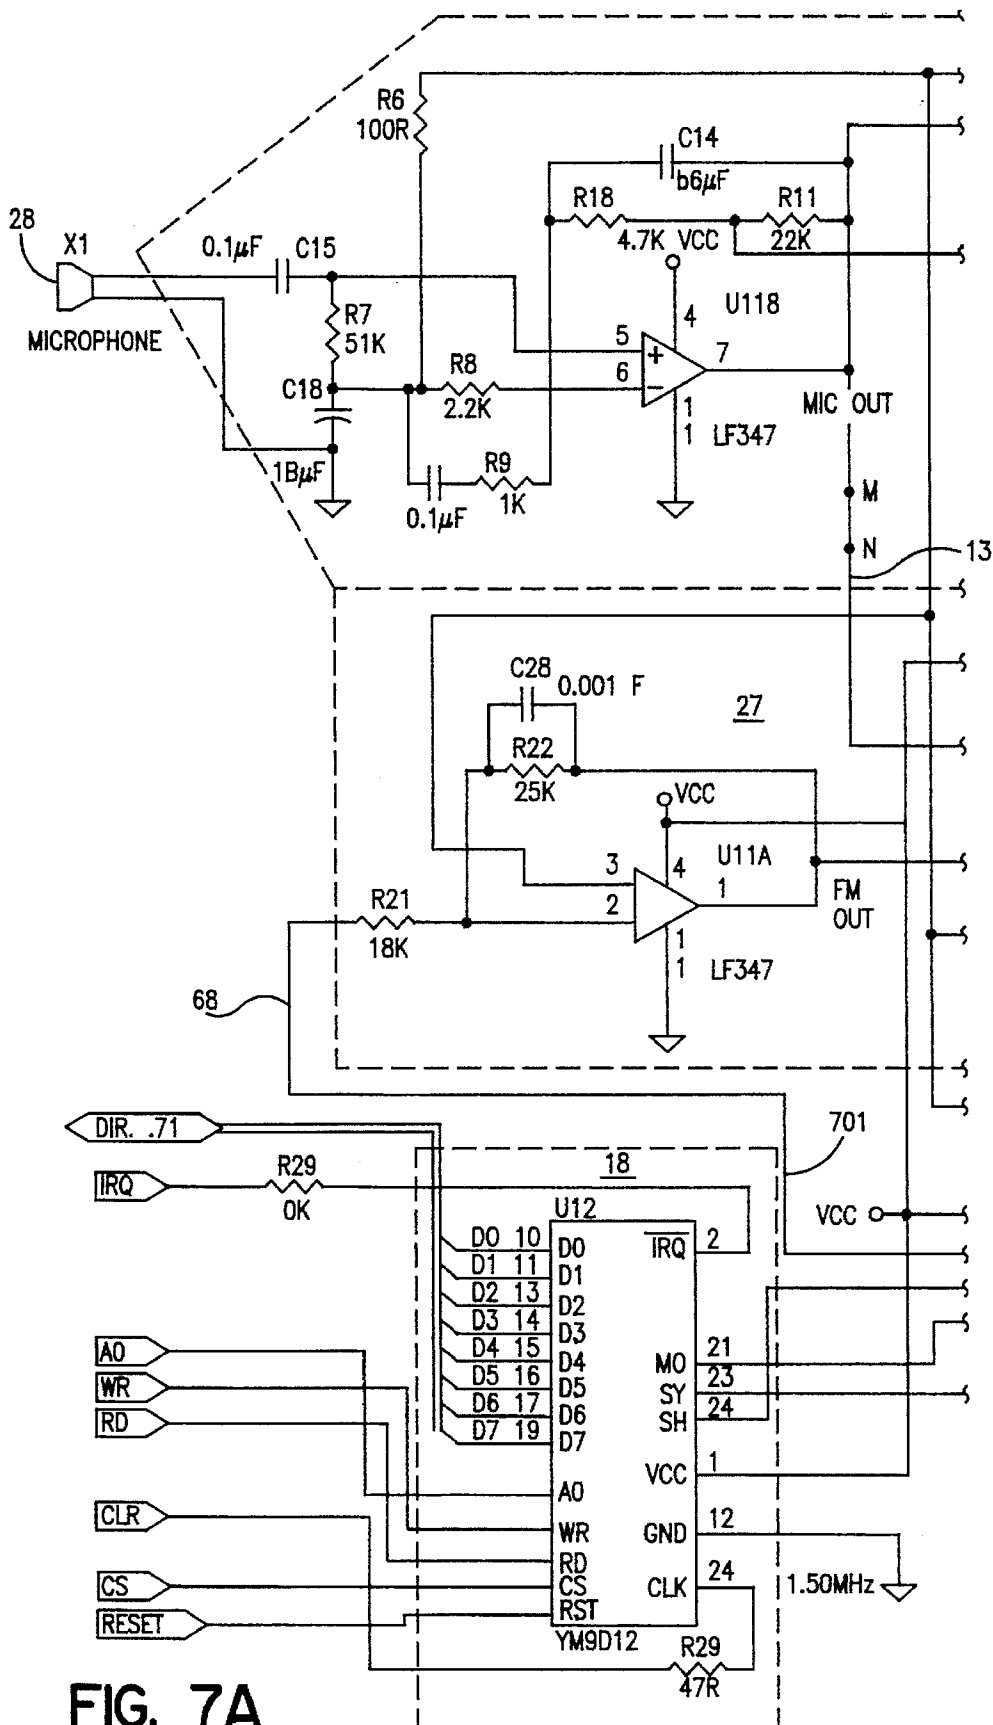 R6
100R
C14
b6μF
R18
R11
4.7K
VCC
22K
28
X1
0.1μF
C15
MICROPHONE
R7
51K
U118
4
5
+
7
6
−
R8
2.2K
C18
1
1
LF347
MIC OUT
1BμF
R9
1K
0.1μF
M
N
13
C28
0.001 F
27
R22
25K
VCC
U11A
3
4
1
2
FM
OUT
R21
18K
1
1
LF347
68
DIR. .71
701
IRQ
R29
0K
18
U12
VCC
D0 10 D0
IRQ 2
D1 11 D1
D2 13 D2
D3 14 D3
D4 15 D4
D5 16 D5
D6 17 D6
D7 19 D7
MO 21
SY 23
SH 24
A0
WR
RD
VCC 1
A0
CLR
WR
GND 12
RD
CS
CS
CLK 24
1.50MHz
RESET
RST
YM9D12
R29
47R
FIG. 7A